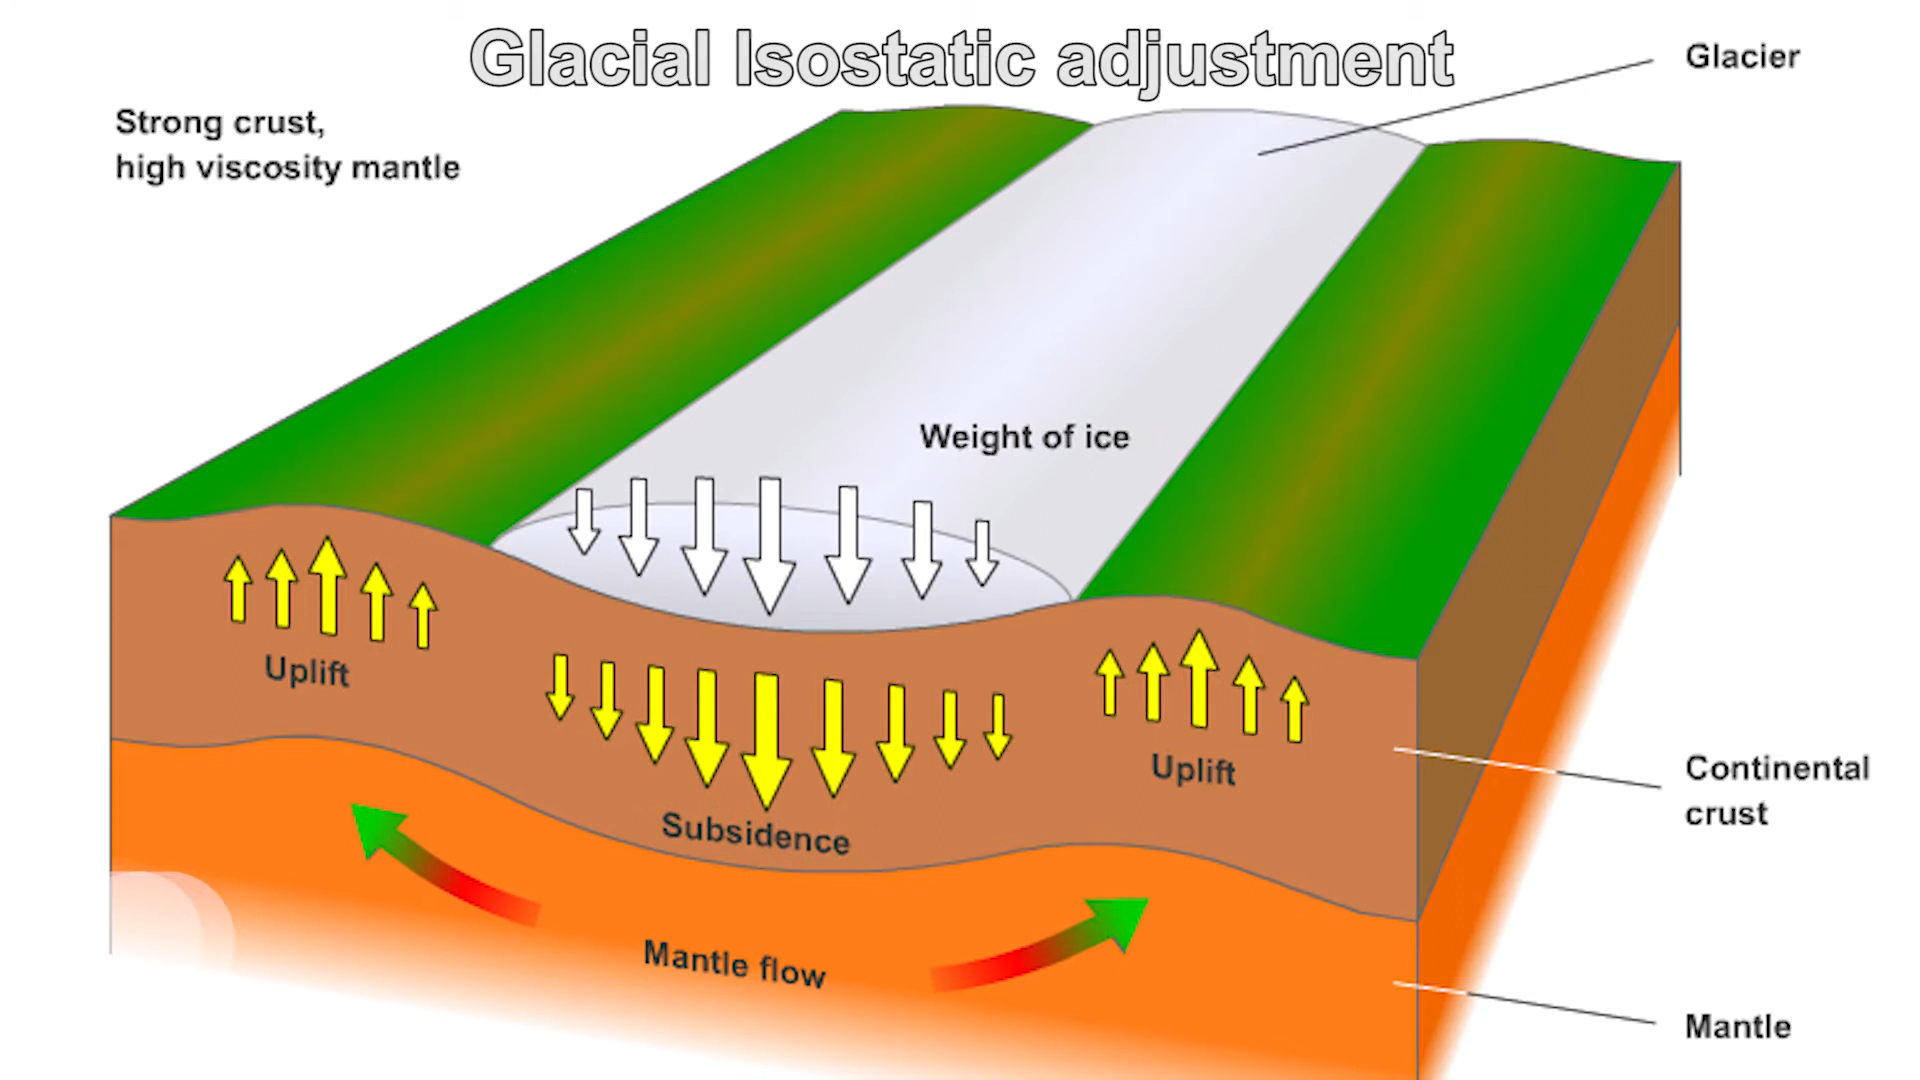 Glacial Isostatic adjustment
Glacier
Strong crust,
high viscosity mantle
Weight of ice
Uplift
Subsidence
Uplift
Continental
crust
Mantle flow
Mantle